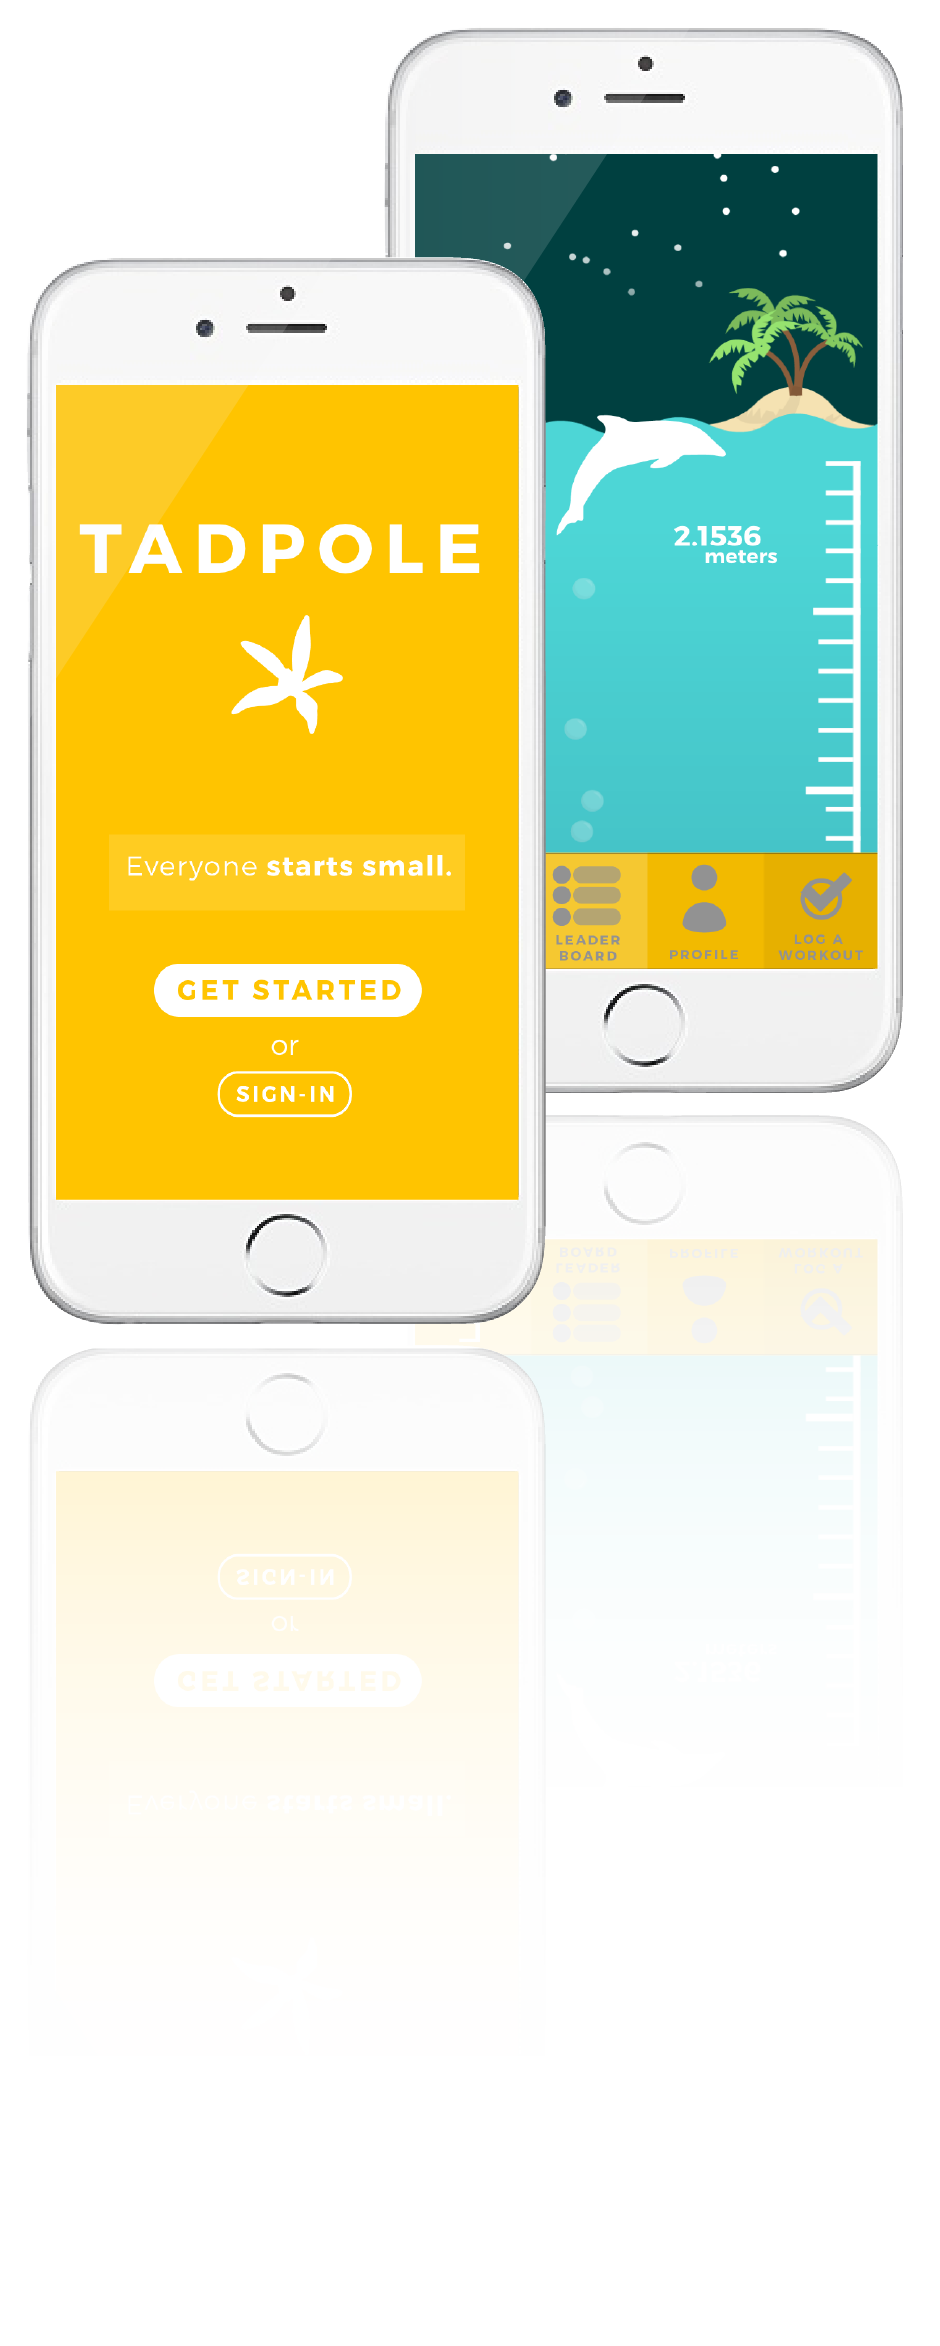 TADPOLE
Everyone starts small.
GET STARTED
or
SIGN-IN
2.1536
meters
LEADER
BOARD
PROFILE
LOG A
WORKOUT